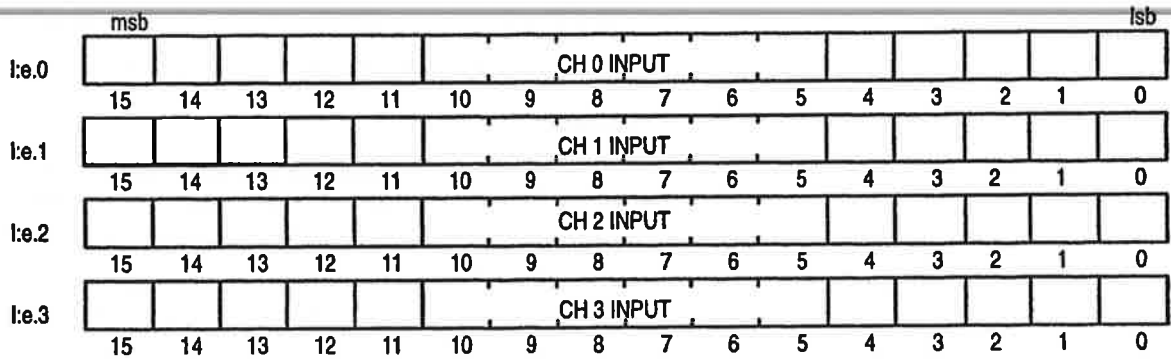 msb lsb
I:e.0 CH 0 INPUT
15 14 13 12 11 10 9 8 7 6 5 4 3 2 1 0
I:e.1 CH 1 INPUT
15 14 13 12 11 10 9 8 7 6 5 4 3 2 1 0
I:e.2 CH 2 INPUT
15 14 13 12 11 10 9 8 7 6 5 4 3 2 1 0
I:e.3 CH 3 INPUT
15 14 13 12 11 10 9 8 7 6 5 4 3 2 1 0